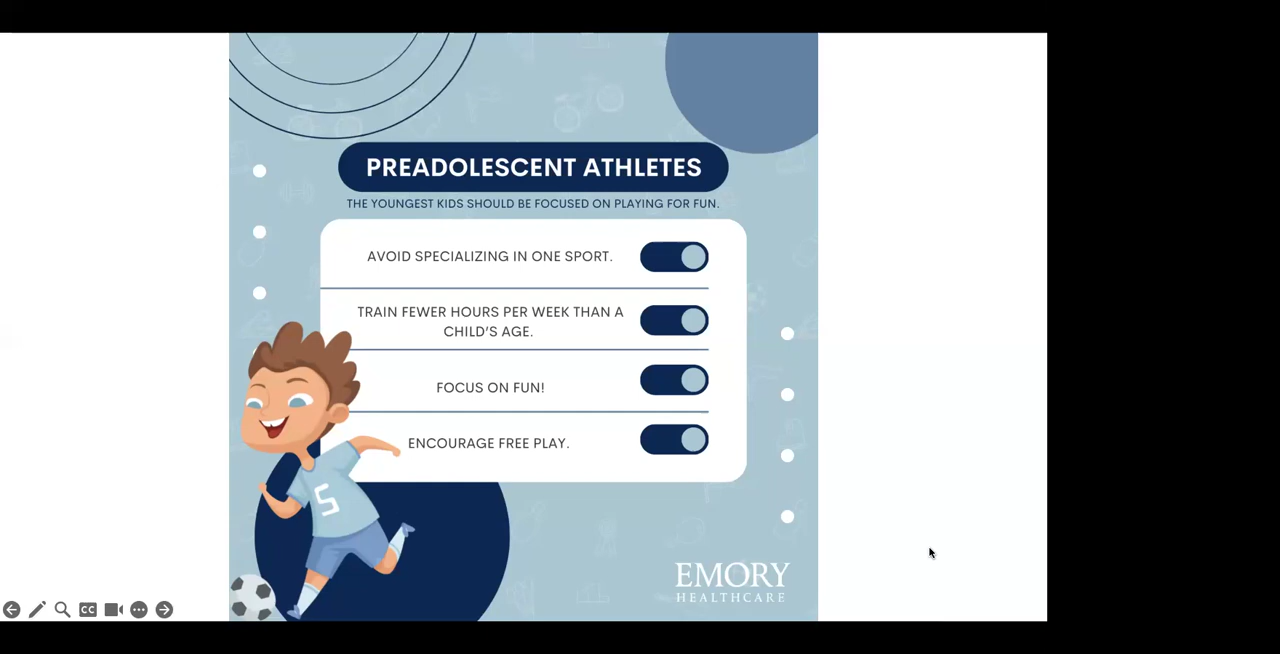 PREADOLESCENT ATHLETES
THE YOUNGEST KIDS SHOULD BE FOCUSED ON PLAYING FOR FUN.
AVOID SPECIALIZING IN ONE SPORT.
TRAIN FEWER HOURS PER WEEK THAN A
CHILD'S AGE.
FOCUS ON FUN!
ENCOURAGE FREE PLAY.
5
EMORY
HEALTHCARE
CC